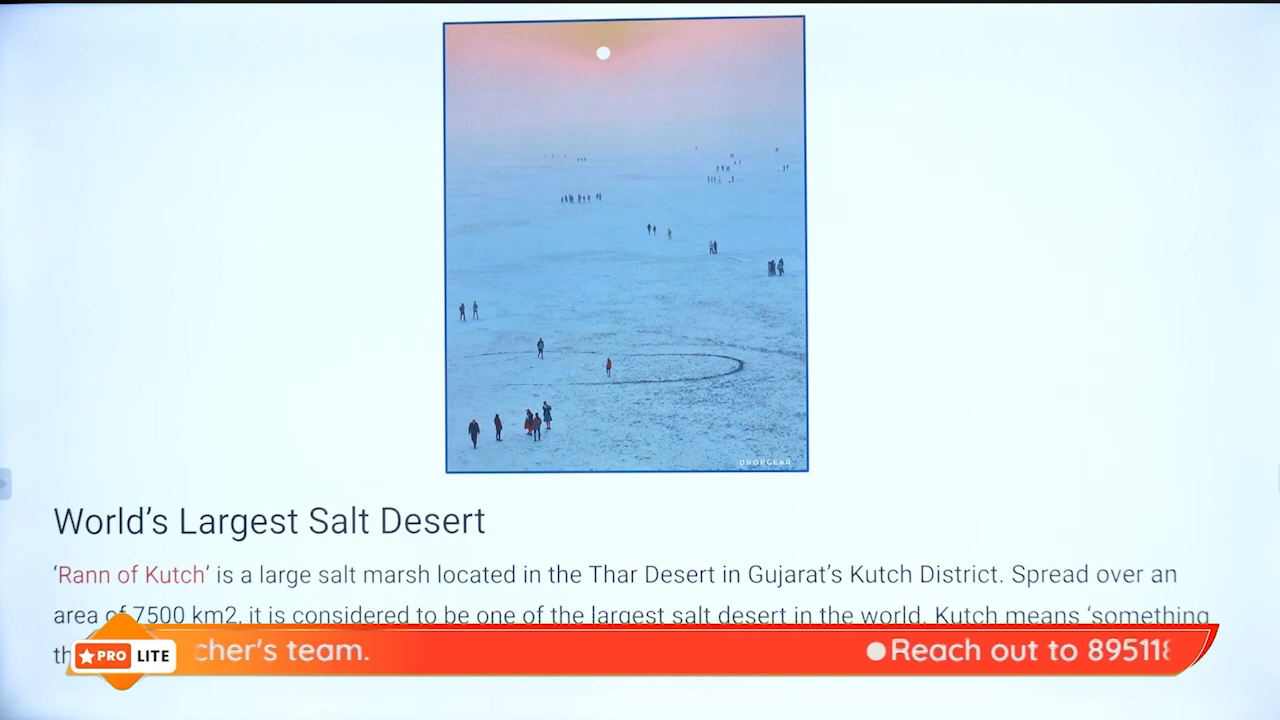 DROPGEAR
World's Largest Salt Desert
'Rann of Kutch' is a large salt marsh located in the Thar Desert in Gujarat's Kutch District. Spread over an
area of 7500 km2, it is considered to be one of the largest salt desert in the world. Kutch means 'something
PRO LITE
cher's team.
Reach out to 89511